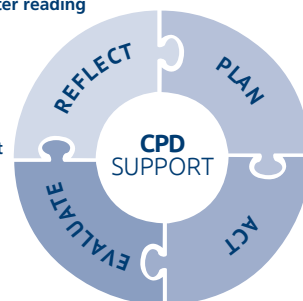 ter reading
REFLECT
PLAN
t
CPD
SUPPORT
EVALUATE
ACT